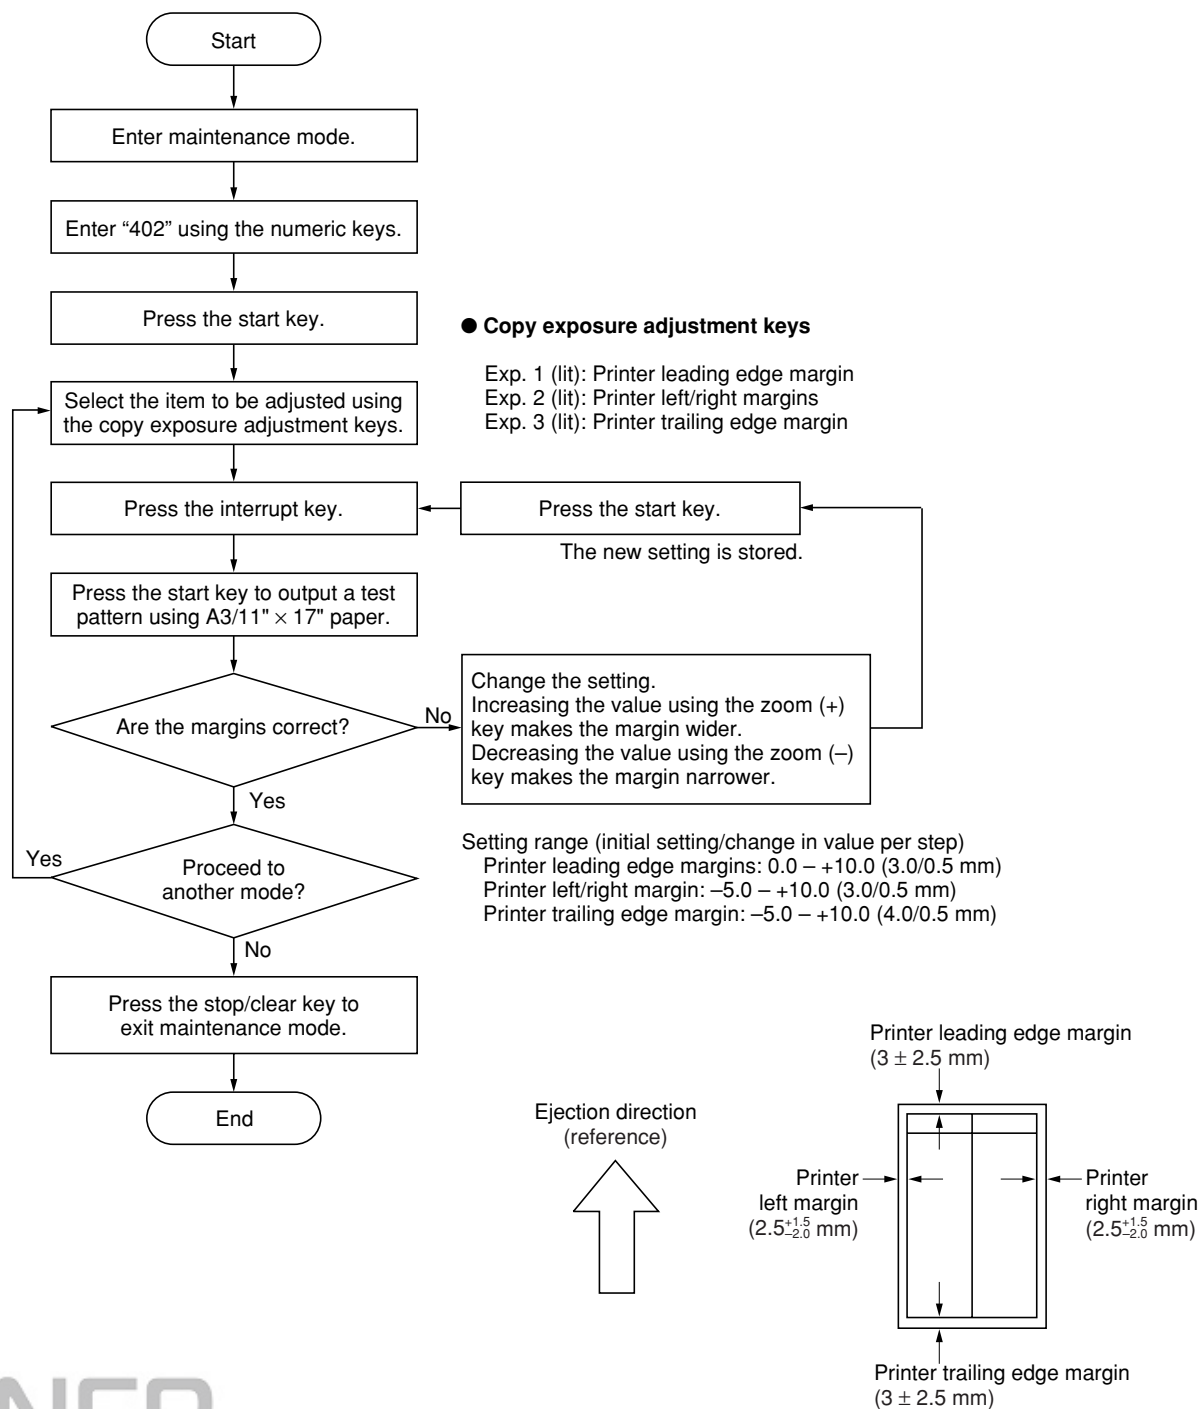 Start
Enter maintenance mode.
Enter “402” using the numeric keys.
Press the start key.
● Copy exposure adjustment keys
Exp. 1 (lit): Printer leading edge margin
Exp. 2 (lit): Printer left/right margins
Exp. 3 (lit): Printer trailing edge margin
Select the item to be adjusted using
the copy exposure adjustment keys.
Press the interrupt key.
Press the start key.
The new setting is stored.
Press the start key to output a test
pattern using A3/11" × 17" paper.
Are the margins correct?
No
Change the setting.
Increasing the value using the zoom (+)
key makes the margin wider.
Decreasing the value using the zoom (–)
key makes the margin narrower.
Yes
Setting range (initial setting/change in value per step)
Printer leading edge margins: 0.0 – +10.0 (3.0/0.5 mm)
Printer left/right margin: –5.0 – +10.0 (3.0/0.5 mm)
Printer trailing edge margin: –5.0 – +10.0 (4.0/0.5 mm)
Yes
Proceed to
another mode?
No
Press the stop/clear key to
exit maintenance mode.
End
Ejection direction
(reference)
Printer leading edge margin
(3 ± 2.5 mm)
Printer
left margin
(2.5+1.5 –2.0 mm)
Printer
right margin
(2.5+1.5 –2.0 mm)
Printer trailing edge margin
(3 ± 2.5 mm)